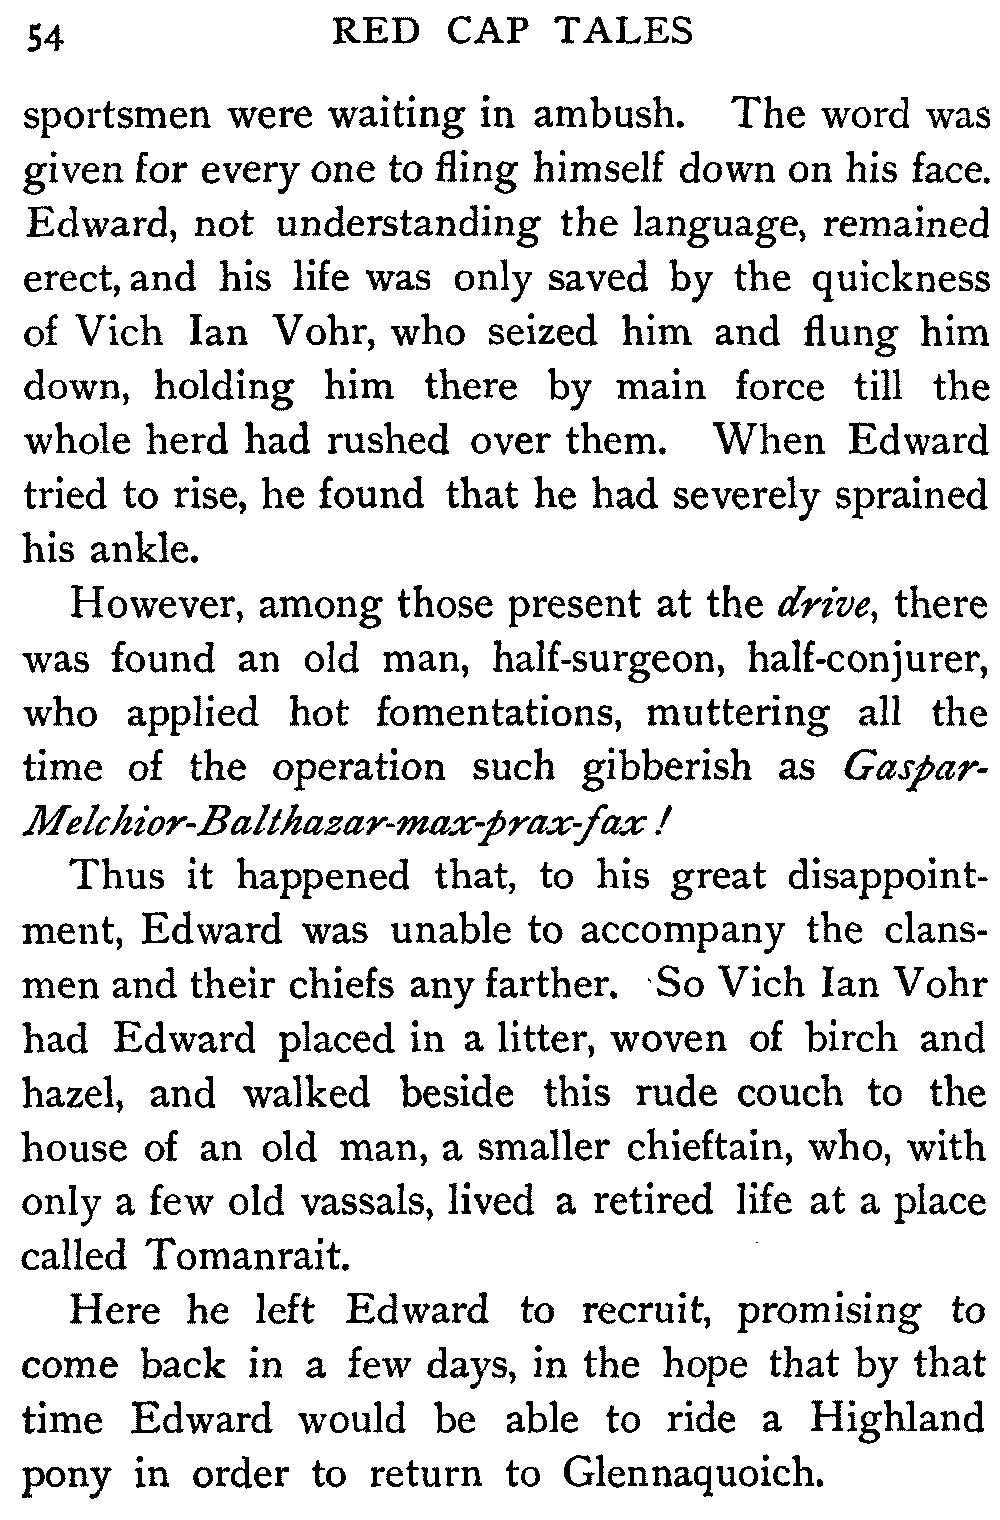 54 RED CAP TALES
sportsmen were waiting in ambush. The word was
given for every one to fling himself down on his face.
Edward, not understanding the language, remained
erect, and his life was only saved by the quickness
of Vich Ian Vohr, who seized him and flung him
down, holding him there by main force till the
whole herd had rushed over them. When Edward
tried to rise, he found that he had severely sprained
his ankle.
However, among those present at the drive, there
was found an old man, half-surgeon, half-conjurer,
who applied hot fomentations, muttering all the
time of the operation such gibberish as Gaspar-
Melchior-Balthazar-max-prax-fax!
Thus it happened that, to his great disappoint-
ment, Edward was unable to accompany the clans-
men and their chiefs any farther. So Vich Ian Vohr
had Edward placed in a litter, woven of birch and
hazel, and walked beside this rude couch to the
house of an old man, a smaller chieftain, who, with
only a few old vassals, lived a retired life at a place
called Tomanrait.
Here he left Edward to recruit, promising to
come back in a few days, in the hope that by that
time Edward would be able to ride a Highland
pony in order to return to Glennaquoich.